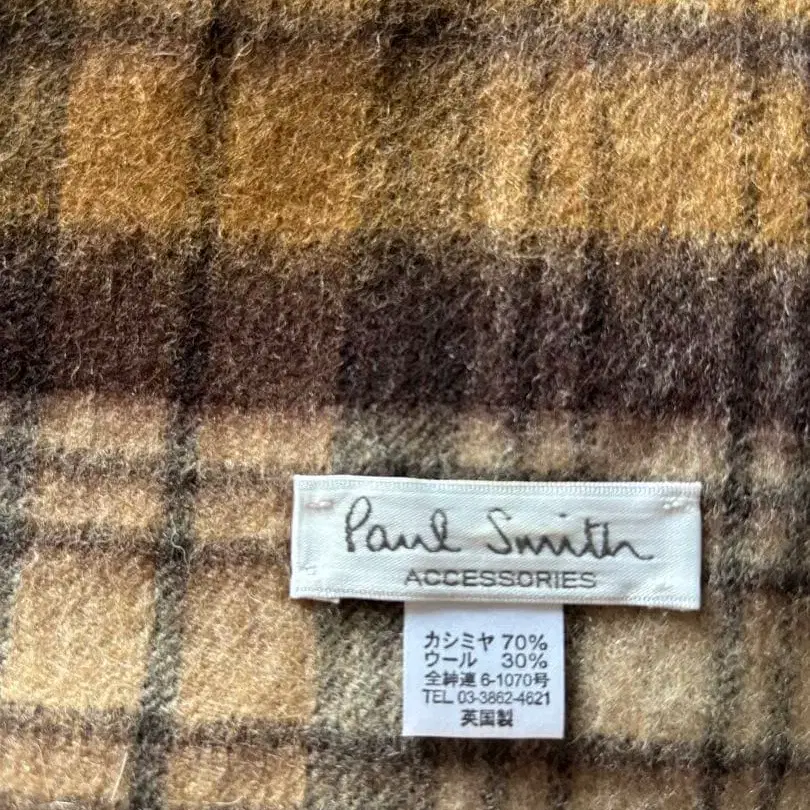 Paul Smith
ACCESSORIES
カシミヤ 70%
ウール 30%
全紳連 6-1070号
TEL 03-3862-4621
英国製